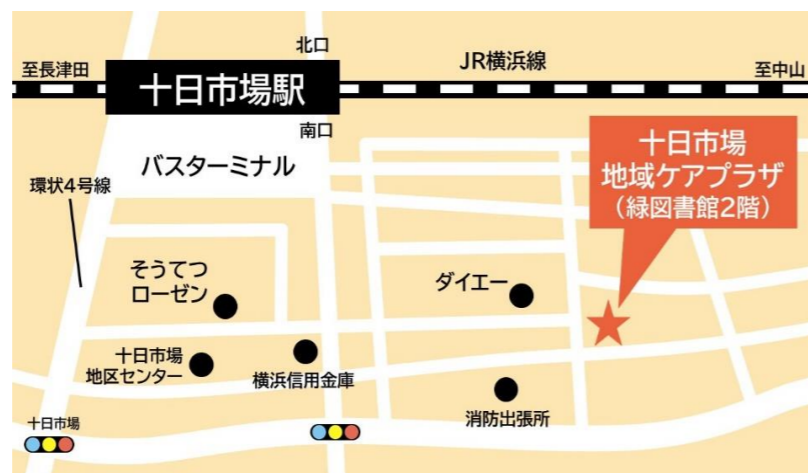 北口
JR横浜線
至長津田
十日市場駅
至中山
南口
バスターミナル
十日市場
地域ケアプラザ
（緑図書館2階）
環状4号線
そうてつ
ローゼン
ダイエー
十日市場
地区センター
横浜信用金庫
消防出張所
十日市場